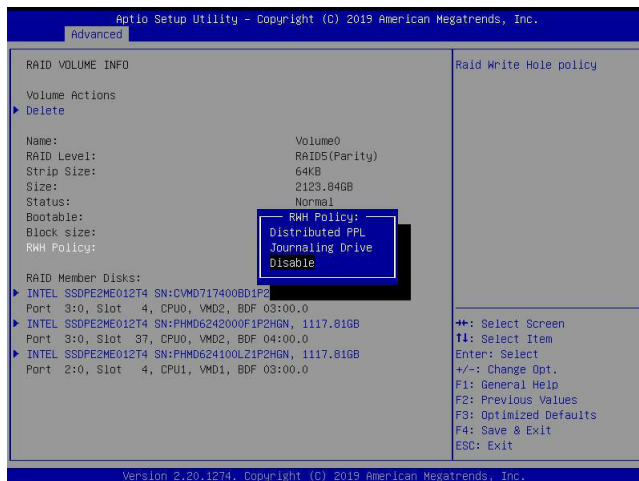 Aptio Setup Utility – Copyright (C) 2019 American Megatrends, Inc.
Advanced
RAID VOLUME INFO
Volume Actions
Delete
Name: Volume0
RAID Level: RAID5(Parity)
Strip Size: 64KB
Size: 2123.84GB
Status: Normal
Bootable:
Block size:
RWH Policy:
RWH Policy:
Distributed PPL
Journaling Drive
Disable
RAID Member Disks:
INTEL SSDPE2ME012T4 SN:CVMD717400BD1P2
Port 3:0, Slot 4, CPU0, VMD2, BDF 03:00.0
INTEL SSDPE2ME012T4 SN:PHMD6242000F1P2HGN, 1117.81GB
Port 3:0, Slot 37, CPU0, VMD2, BDF 04:00.0
INTEL SSDPE2ME012T4 SN:PHMD624100LZ1P2HGN, 1117.81GB
Port 2:0, Slot 4, CPU1, VMD1, BDF 03:00.0
Raid Write Hole policy
→←: Select Screen
↑↓: Select Item
Enter: Select
+/-: Change Opt.
F1: General Help
F2: Previous Values
F3: Optimized Defaults
F4: Save & Exit
ESC: Exit
Version 2.20.1274. Copyright (C) 2019 American Megatrends, Inc.